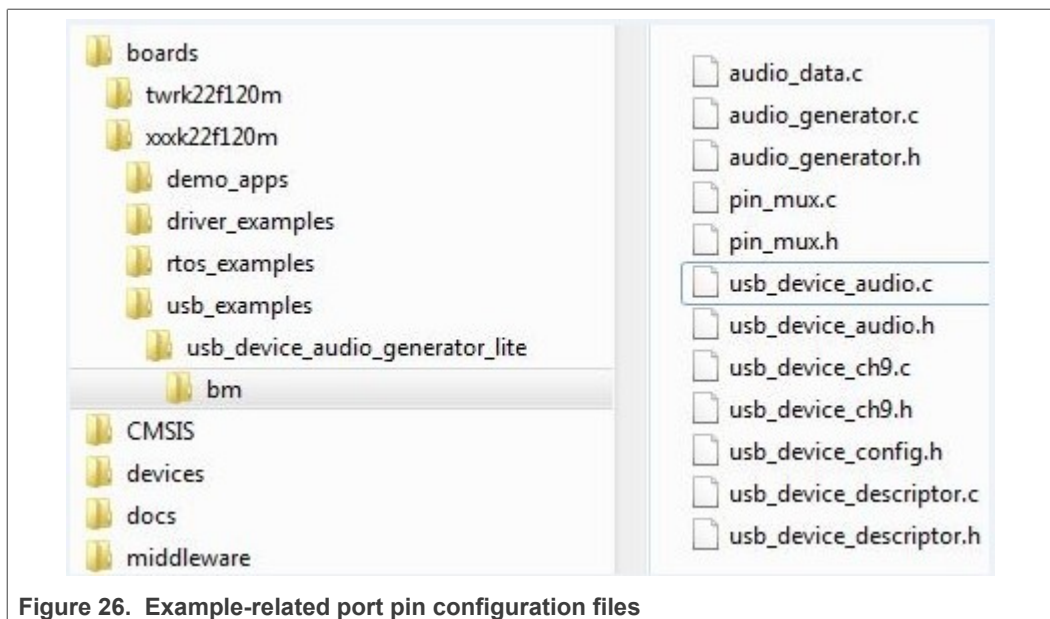 boards
twrk22f120m
xxxk22f120m
demo_apps
driver_examples
rtos_examples
usb_examples
usb_device_audio_generator_lite
bm
CMSIS
devices
docs
middleware
audio_data.c
audio_generator.c
audio_generator.h
pin_mux.c
pin_mux.h
usb_device_audio.c
usb_device_audio.h
usb_device_ch9.c
usb_device_ch9.h
usb_device_config.h
usb_device_descriptor.c
usb_device_descriptor.h
Figure 26. Example-related port pin configuration files